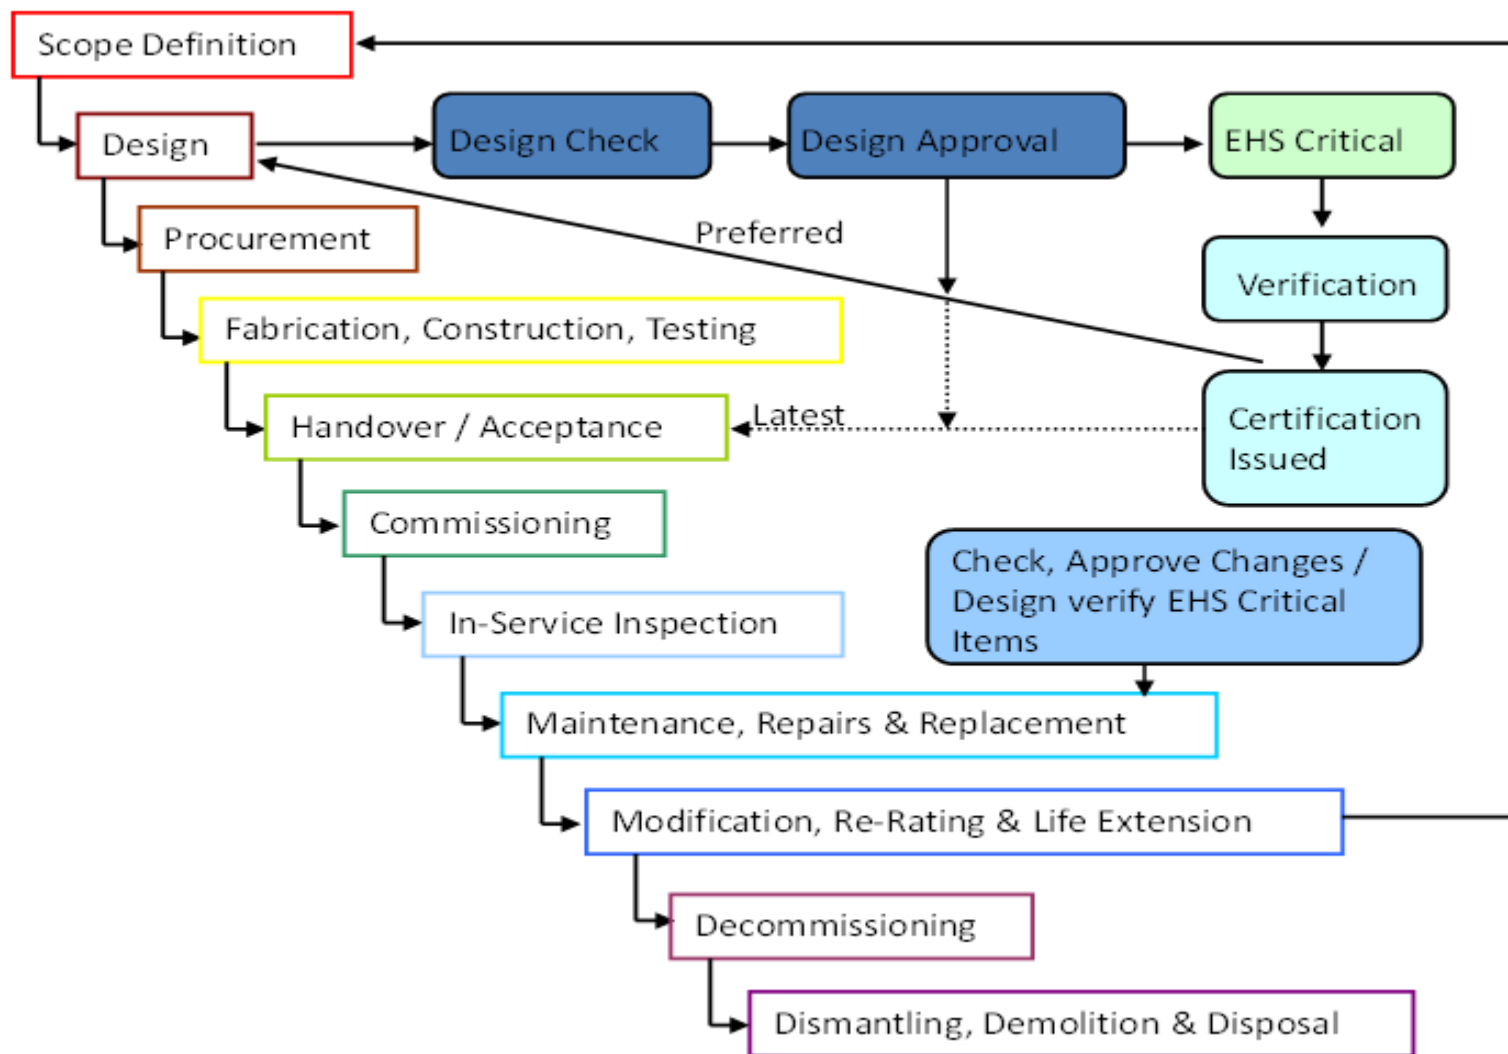 Scope Definition
Design
Design Check
Design Approval
EHS Critical
Procurement
Preferred
Verification
Fabrication, Construction, Testing
Handover / Acceptance
Latest
Certification
Issued
Commissioning
Check, Approve Changes /
Design verify EHS Critical
Items
In-Service Inspection
Maintenance, Repairs & Replacement
Modification, Re-Rating & Life Extension
Decommissioning
Dismantling, Demolition & Disposal